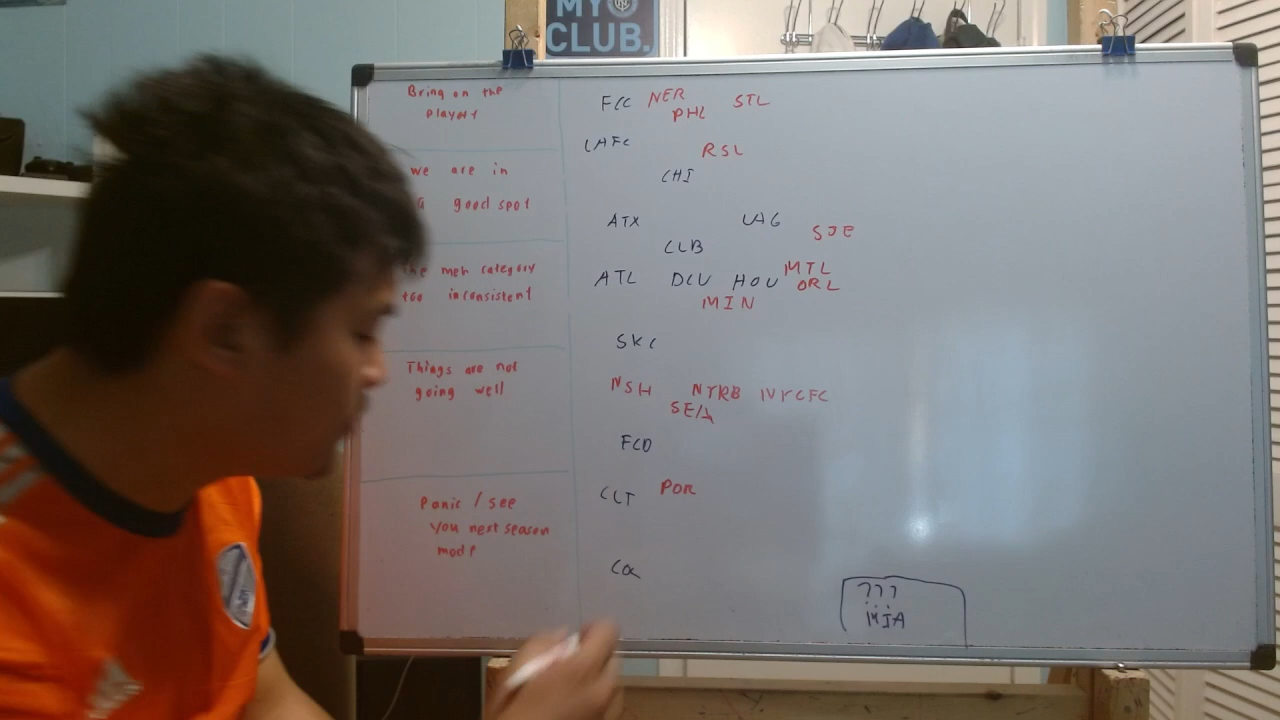 MY
CLUB.
Bring on the
playoff
FCC NER STL
PHL
LAFC
RSL
we are in
a good spot
CHI
ATX LAG SJE
CLB
the meh category
too inconsistent
ATL DCU HOU MTL
ORL
MIN
SKC
Things are not
going well
NSH NYRB NYCFC
SEA
FCD
Panic / see
you next season
mode
CLT POR
COL
???
MIA